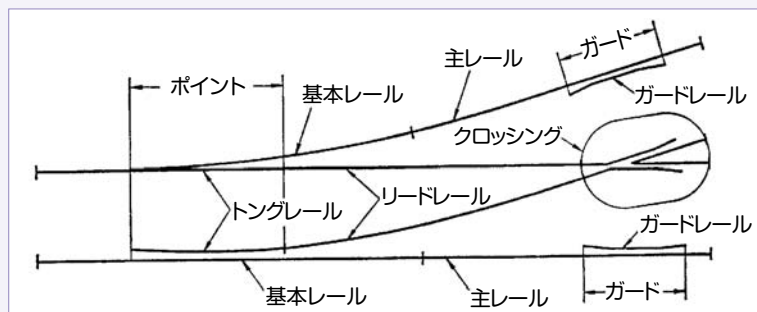 ガード
主レール
ポイント
基本レール
ガードレール
クロッシング
トングレール
リードレール
ガードレール
基本レール
主レール
ガード